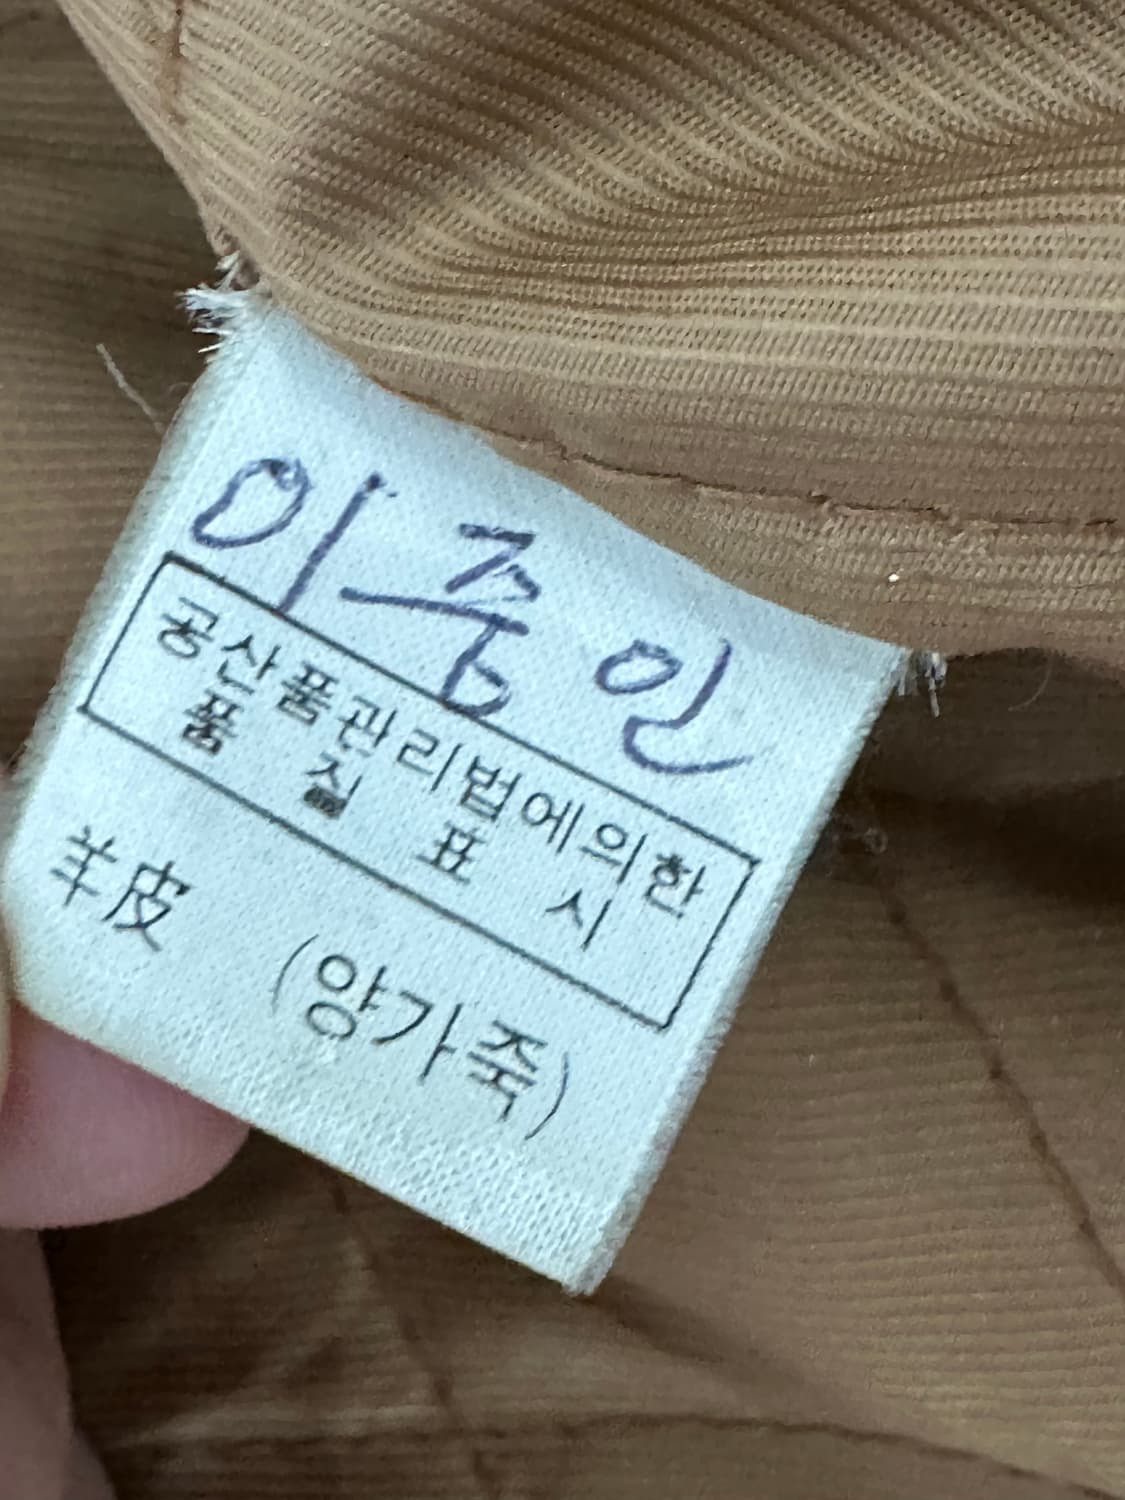 이중인
공산품관리법에의한
품질표시
羊皮 (양가죽)